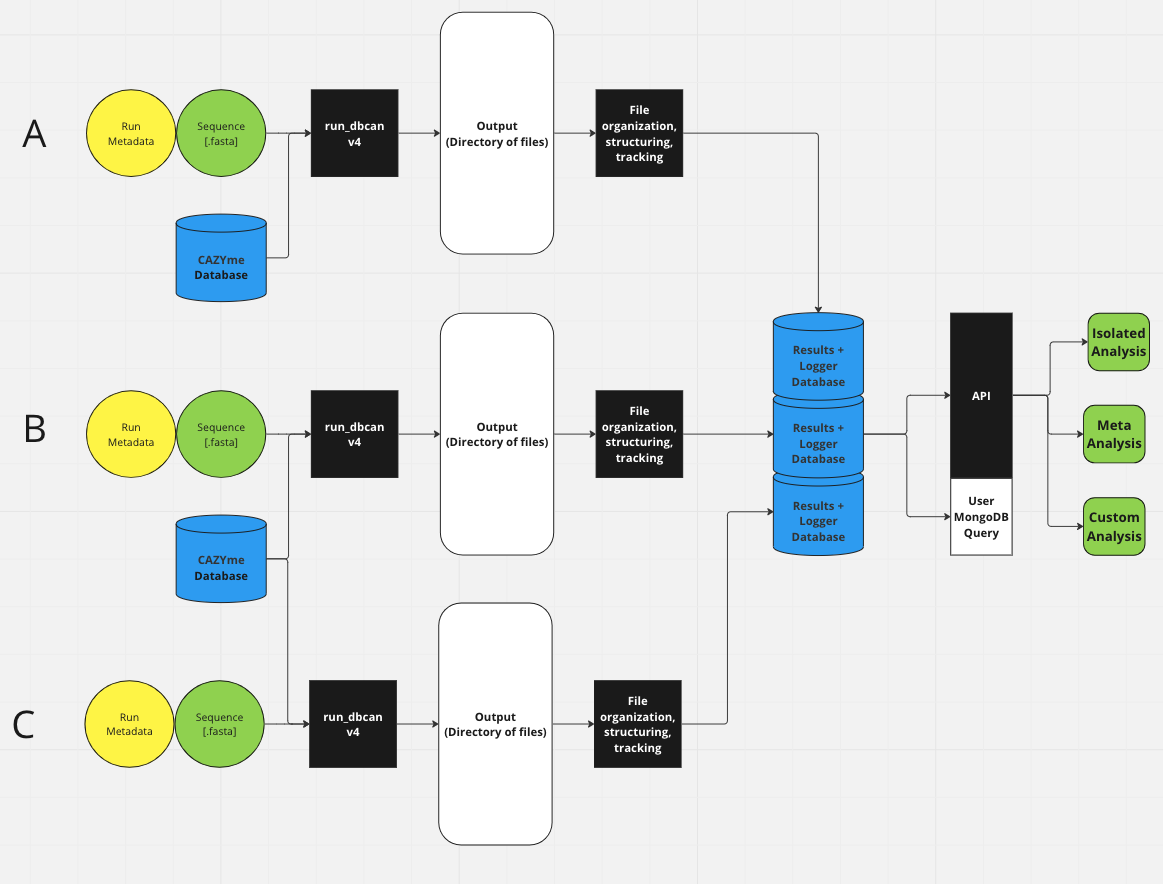 A
Run
Metadata
Sequence
[.fasta]
run_dbcan
v4
Output
(Directory of files)
File
organization,
structuring,
tracking
CAZYme
Database
B
Run
Metadata
Sequence
[.fasta]
run_dbcan
v4
Output
(Directory of files)
File
organization,
structuring,
tracking
CAZYme
Database
C
Run
Metadata
Sequence
[.fasta]
run_dbcan
v4
Output
(Directory of files)
File
organization,
structuring,
tracking
Results +
Logger
Database
Results +
Logger
Database
Results +
Logger
Database
API
User
MongoDB
Query
Isolated
Analysis
Meta
Analysis
Custom
Analysis